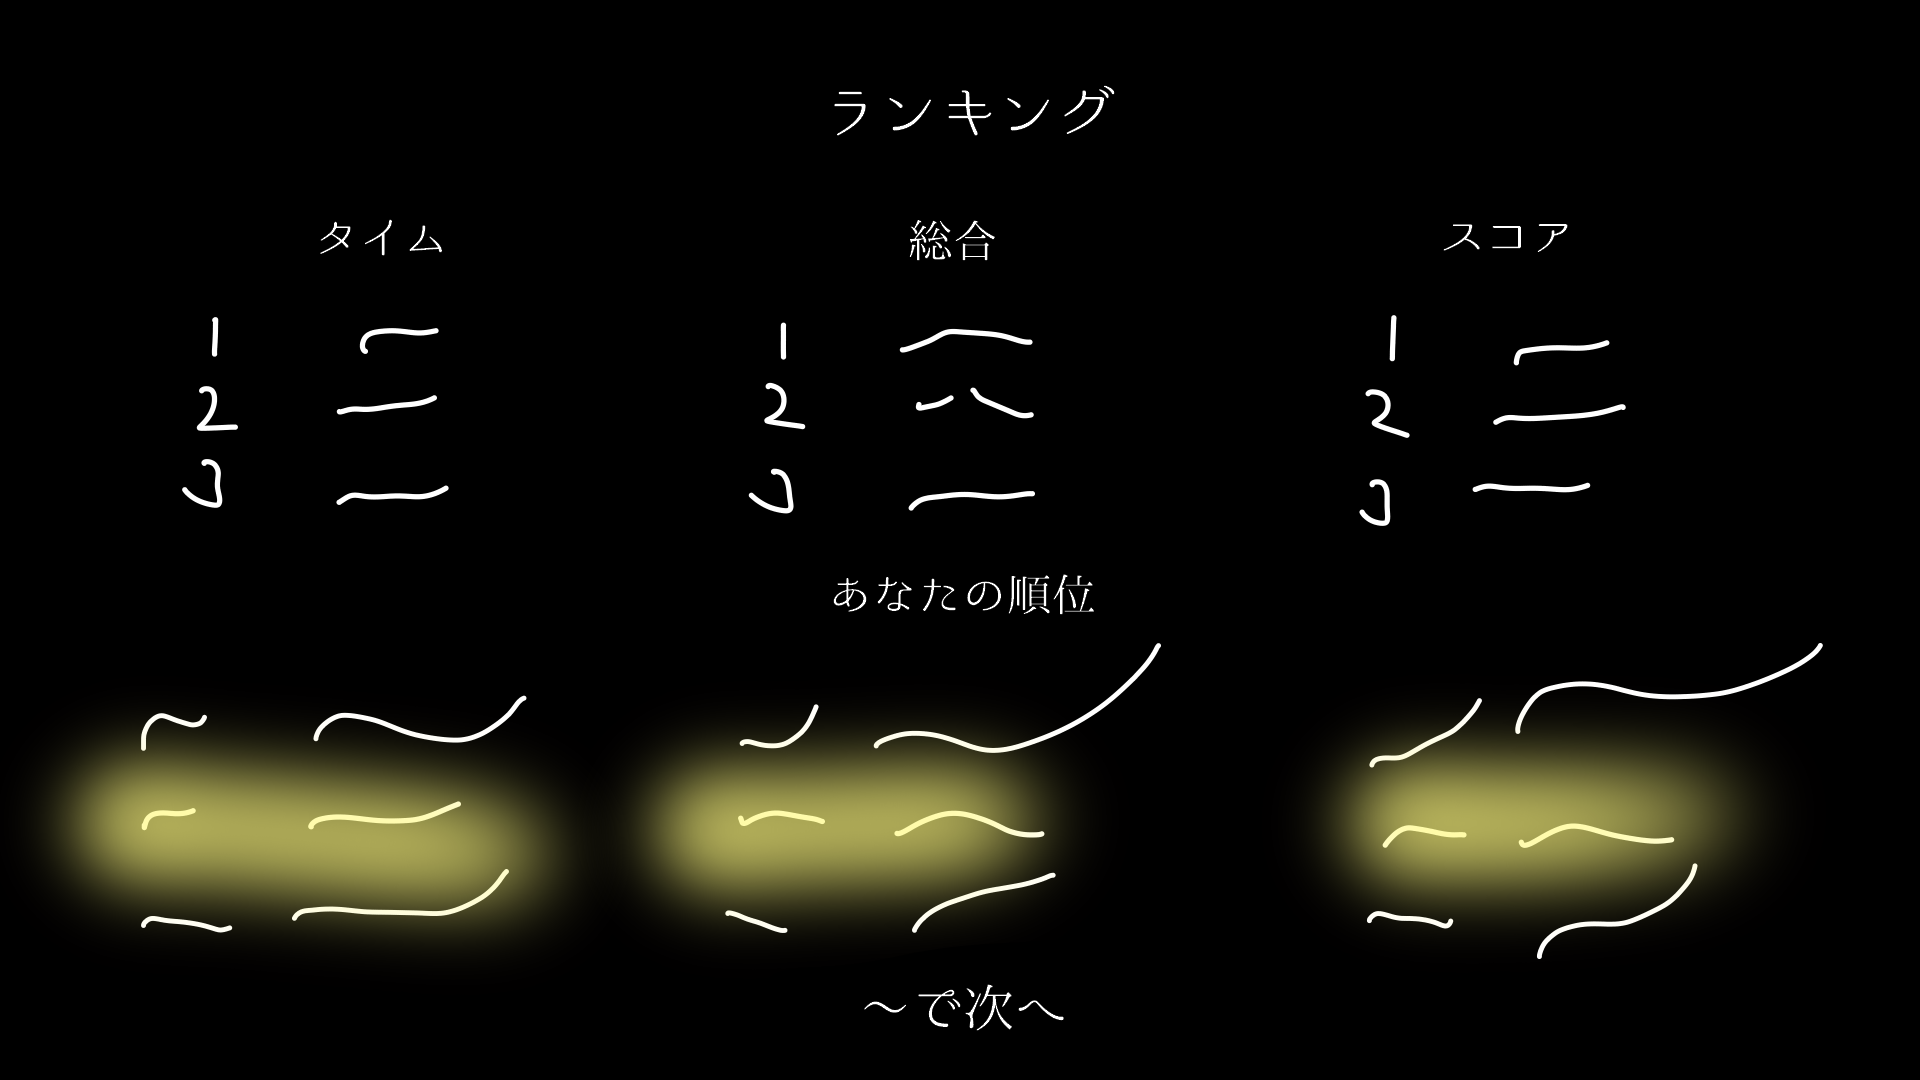 ランキング
タイム 総合 スコア
1 1 1
2 2 2
3 3 3
あなたの順位
～で次へ